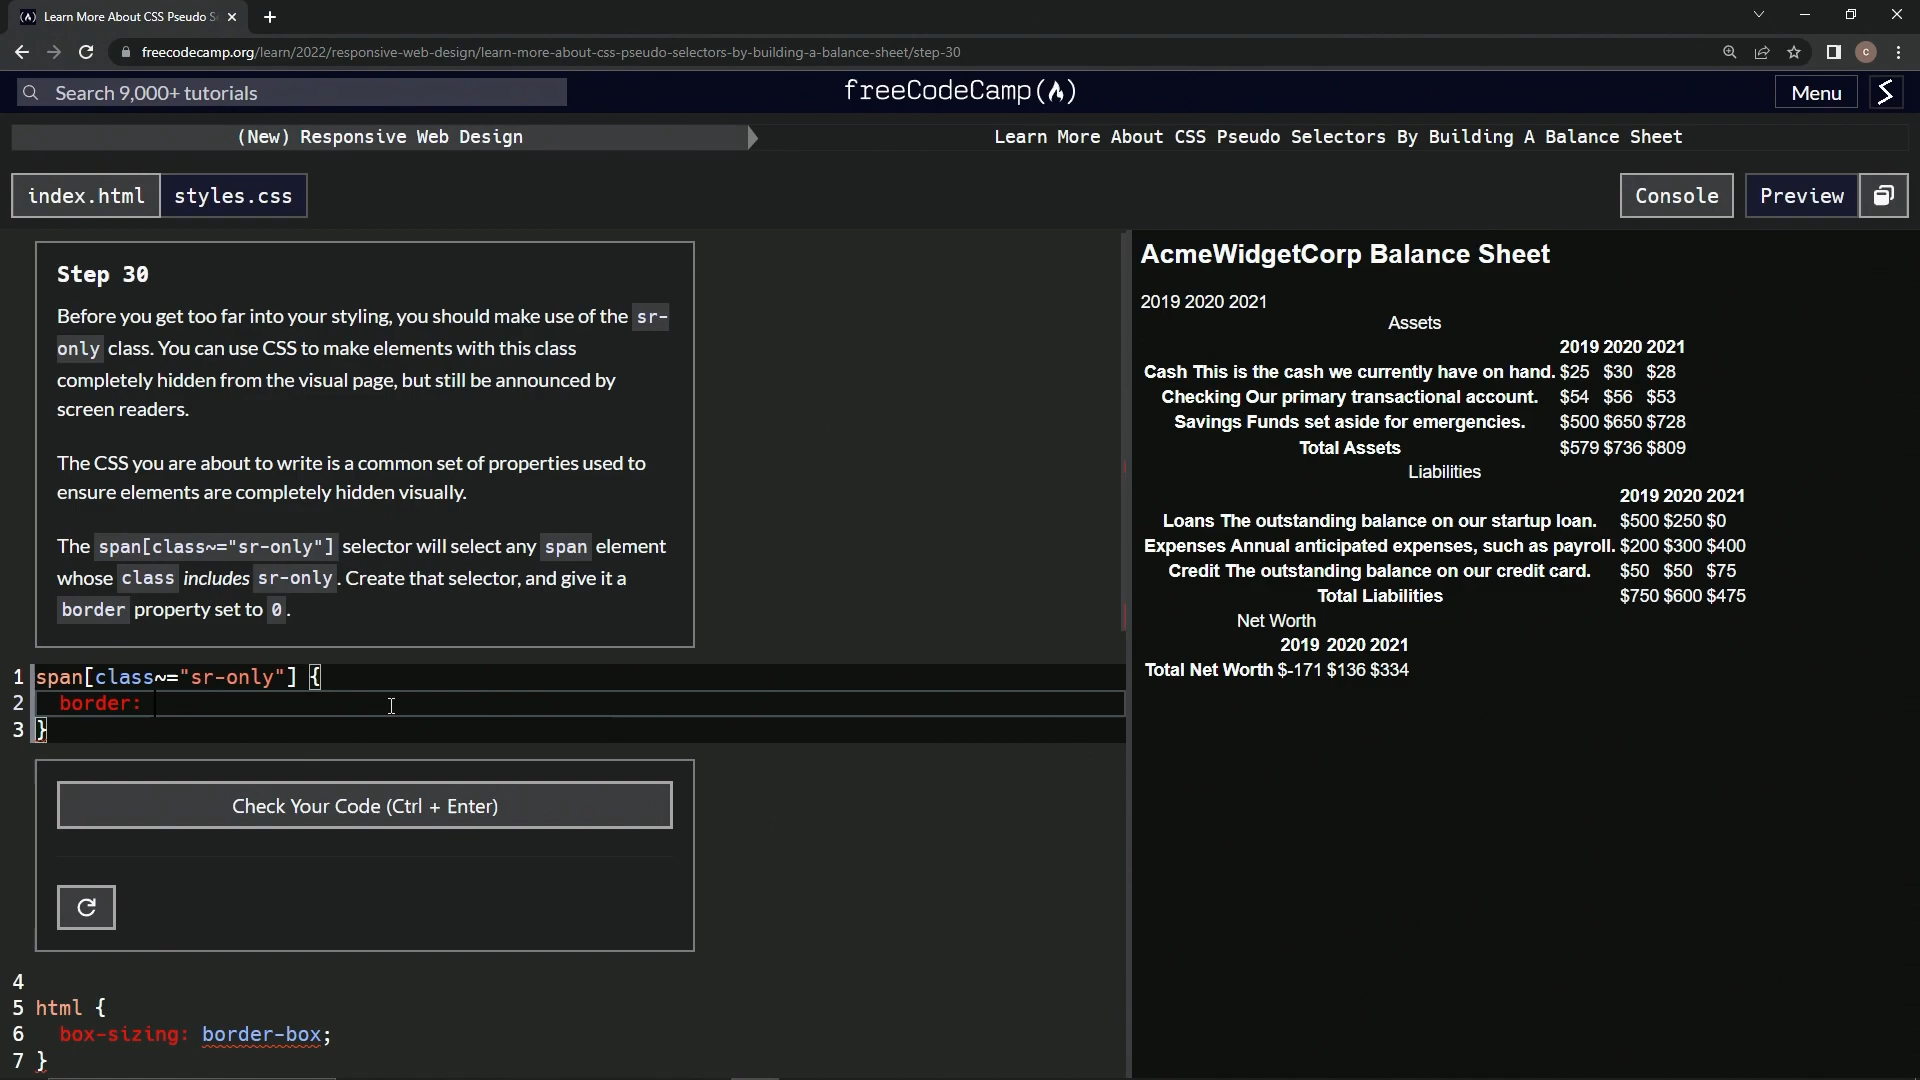 Learn More About CSS Pseudo S
freecodecamp.org/learn/2022/responsive-web-design/learn-more-about-css-pseudo-selectors-by-building-a-balance-sheet/step-30
c
Search 9,000+ tutorials
freeCodeCamp
Menu
(New) Responsive Web Design
Learn More About CSS Pseudo Selectors By Building A Balance Sheet
index.html
styles.css
Console
Preview
Step 30
Before you get too far into your styling, you should make use of the sr-
only class. You can use CSS to make elements with this class
completely hidden from the visual page, but still be announced by
screen readers.
The CSS you are about to write is a common set of properties used to
ensure elements are completely hidden visually.
The span[class~="sr-only"] selector will select any span element
whose class includes sr-only. Create that selector, and give it a
border property set to 0.
1 span[class~="sr-only"] {
2 border:
3 }
Check Your Code (Ctrl + Enter)
4
5 html {
6 box-sizing: border-box;
7 }
AcmeWidgetCorp Balance Sheet
2019 2020 2021
Assets
2019 2020 2021
Cash This is the cash we currently have on hand. $25 $30 $28
Checking Our primary transactional account. $54 $56 $53
Savings Funds set aside for emergencies. $500 $650 $728
Total Assets $579 $736 $809
Liabilities
2019 2020 2021
Loans The outstanding balance on our startup loan. $500 $250 $0
Expenses Annual anticipated expenses, such as payroll. $200 $300 $400
Credit The outstanding balance on our credit card. $50 $50 $75
Total Liabilities $750 $600 $475
Net Worth
2019 2020 2021
Total Net Worth $-171 $136 $334